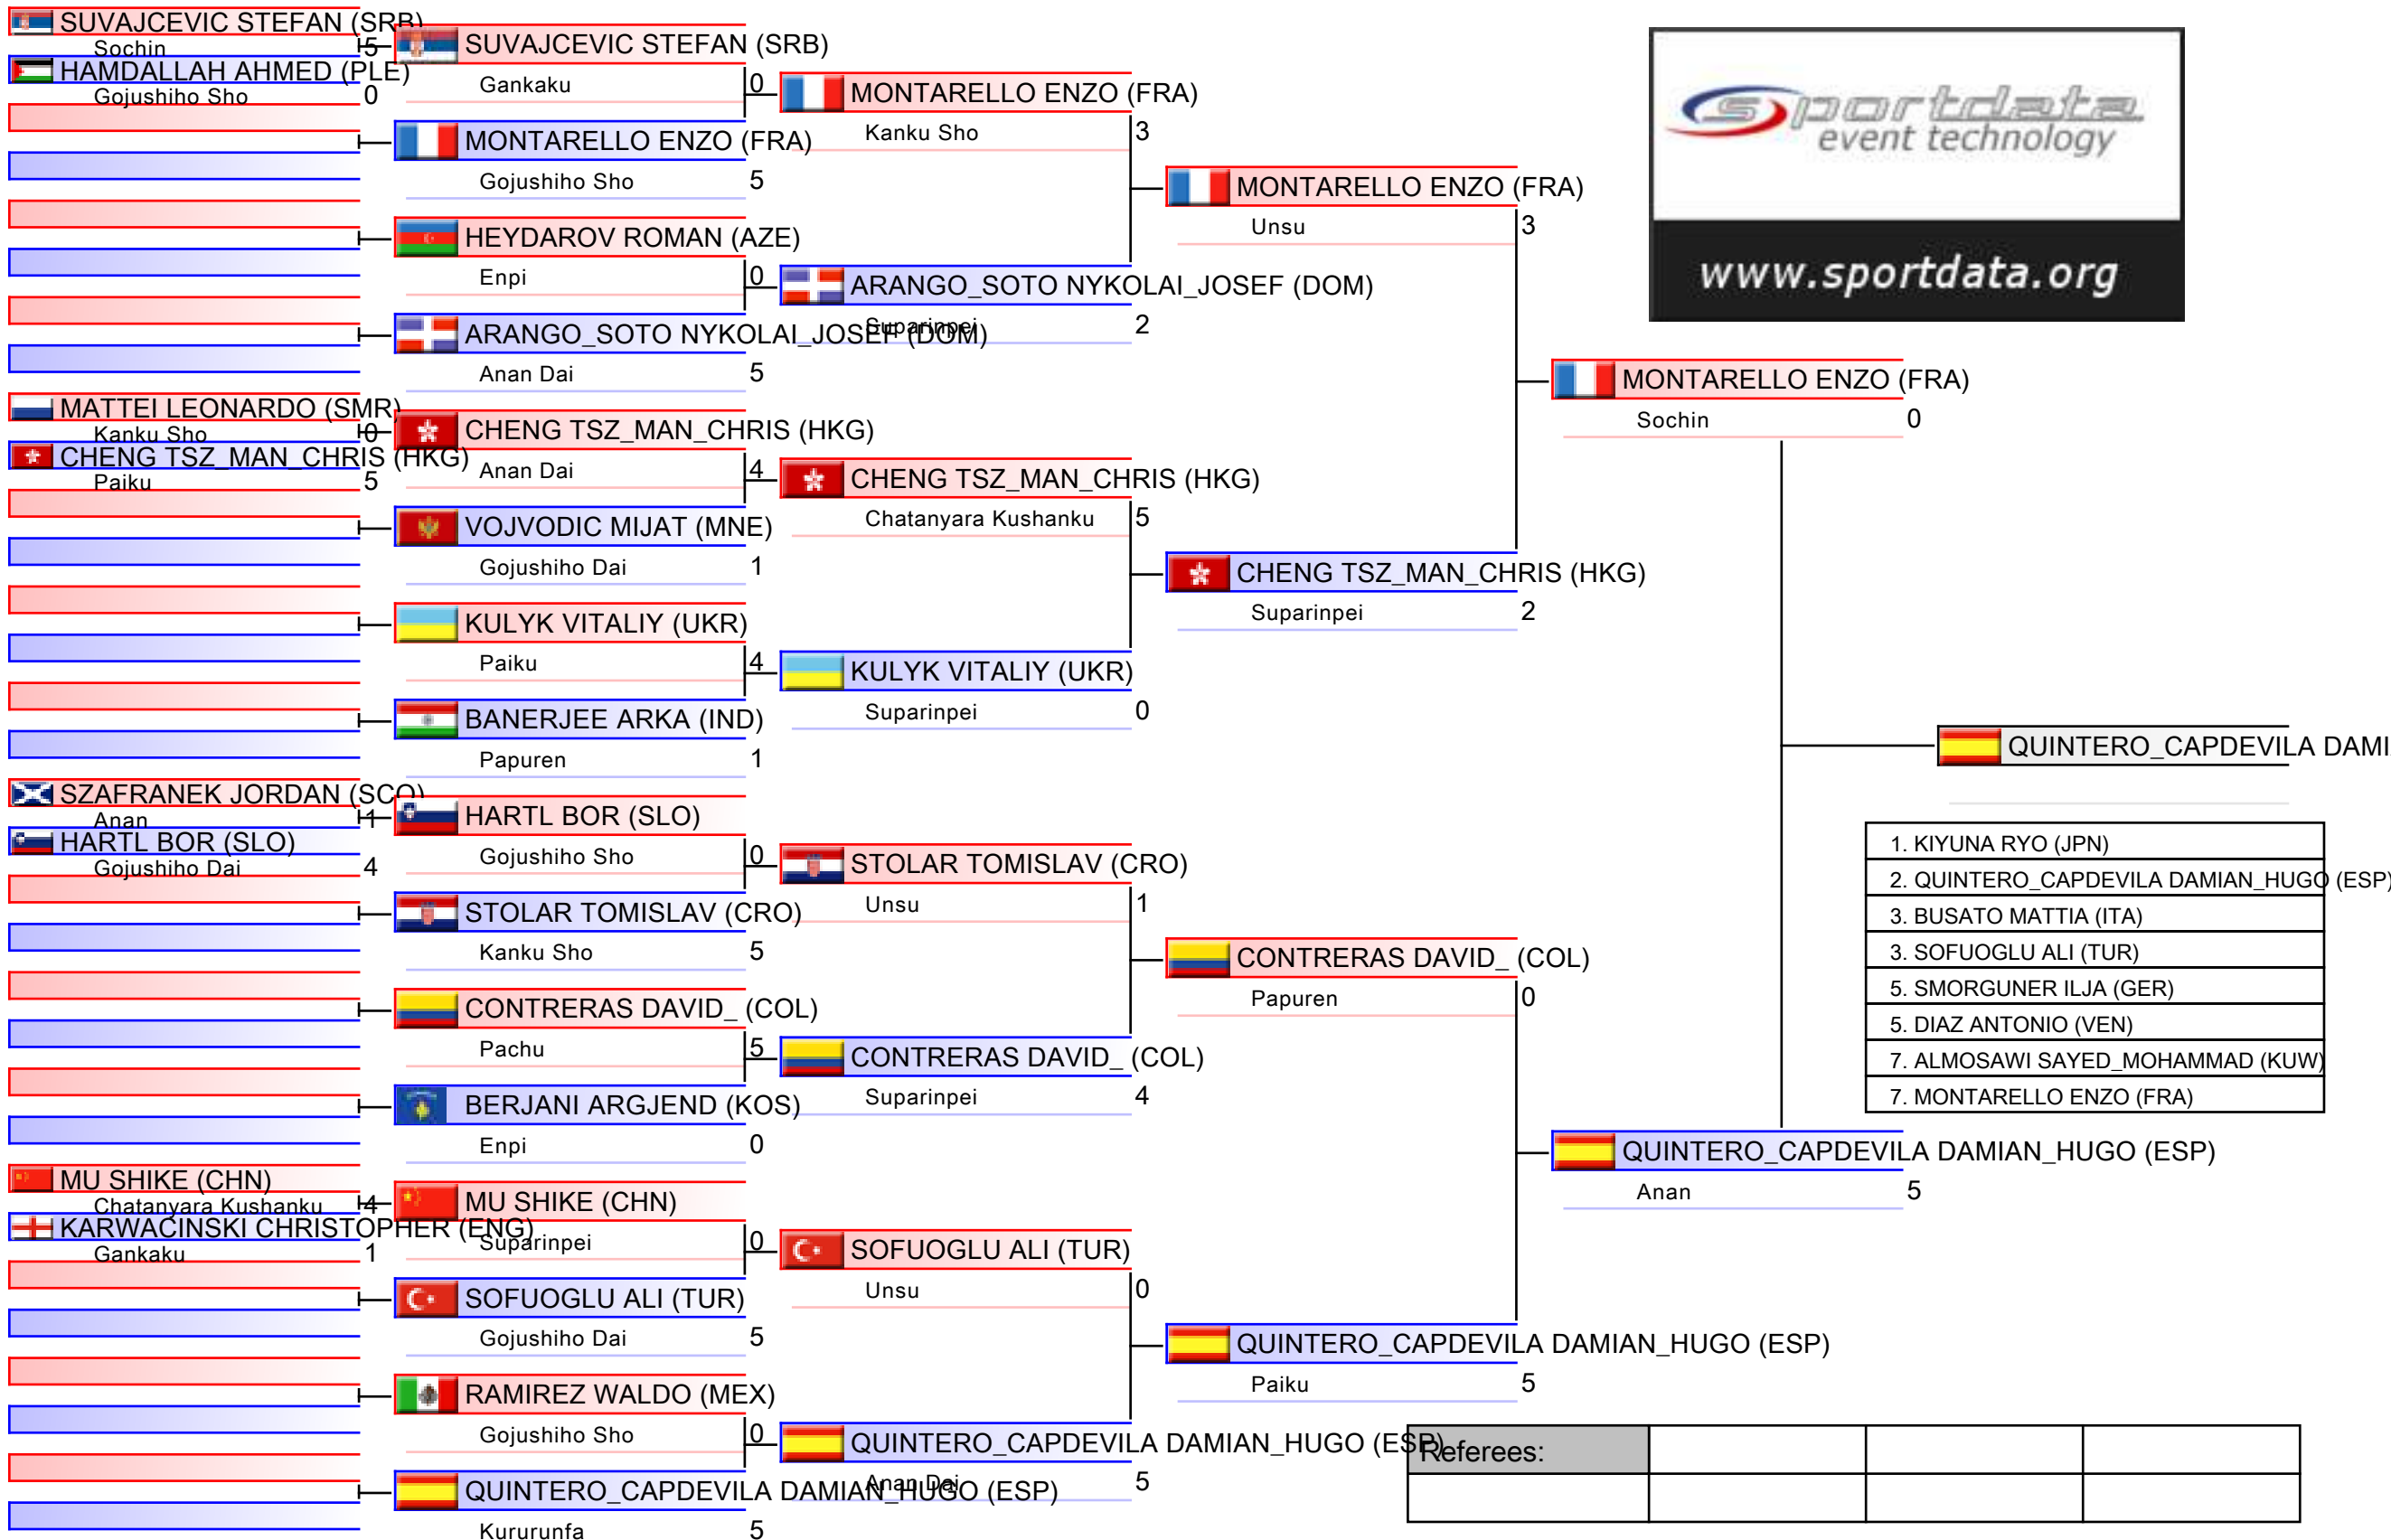 SUVAJCEVIC STEFAN (SRB)
Sochin 5
HAMDALLAH AHMED (PLE)
Gojushiho Sho 0
MATTEI LEONARDO (SMR)
Kanku Sho 0
CHENG TSZ_MAN_CHRIS (HKG)
Paiku 5
SZAFRANEK JORDAN (SCO)
Anan 1
HARTL BOR (SLO)
Gojushiho Dai 4
MU SHIKE (CHN)
Chatanyara Kushanku 4
KARWACINSKI CHRISTOPHER (ENG)
Gankaku 1
SUVAJCEVIC STEFAN (SRB)
Gankaku 0
MONTARELLO ENZO (FRA)
Gojushiho Sho 5
HEYDAROV ROMAN (AZE)
Enpi 0
ARANGO_SOTO NYKOLAI_JOSEF (DOM)
Anan Dai 5
CHENG TSZ_MAN_CHRIS (HKG)
Anan Dai 4
VOJVODIC MIJAT (MNE)
Gojushiho Dai 1
KULYK VITALIY (UKR)
Paiku 4
BANERJEE ARKA (IND)
Papuren 1
HARTL BOR (SLO)
Gojushiho Sho 0
STOLAR TOMISLAV (CRO)
Kanku Sho 5
CONTRERAS DAVID_ (COL)
Pachu 5
BERJANI ARGJEND (KOS)
Enpi 0
MU SHIKE (CHN)
Suparinpei 0
SOFUOGLU ALI (TUR)
Gojushiho Dai 5
RAMIREZ WALDO (MEX)
Gojushiho Sho 0
QUINTERO_CAPDEVILA DAMIAN_HUGO (ESP)
Kururunfa 5
MONTARELLO ENZO (FRA)
Kanku Sho 3
ARANGO_SOTO NYKOLAI_JOSEF (DOM)
Suparinpei 2
CHENG TSZ_MAN_CHRIS (HKG)
Chatanyara Kushanku 5
KULYK VITALIY (UKR)
Suparinpei 0
STOLAR TOMISLAV (CRO)
Unsu 1
CONTRERAS DAVID_ (COL)
Suparinpei 4
SOFUOGLU ALI (TUR)
Unsu 0
QUINTERO_CAPDEVILA DAMIAN_HUGO (ESP)
Anan Dai 5
MONTARELLO ENZO (FRA)
Unsu 3
CHENG TSZ_MAN_CHRIS (HKG)
Suparinpei 2
CONTRERAS DAVID_ (COL)
Papuren 0
QUINTERO_CAPDEVILA DAMIAN_HUGO (ESP)
Paiku 5
MONTARELLO ENZO (FRA)
Sochin 0
QUINTERO_CAPDEVILA DAMIAN_HUGO (ESP)
Anan 5
QUINTERO_CAPDEVILA DAMI
sportdata
event technology
www.sportdata.org
1. KIYUNA RYO (JPN)
2. QUINTERO_CAPDEVILA DAMIAN_HUGO (ESP)
3. BUSATO MATTIA (ITA)
3. SOFUOGLU ALI (TUR)
5. SMORGUNER ILJA (GER)
5. DIAZ ANTONIO (VEN)
7. ALMOSAWI SAYED_MOHAMMAD (KUW)
7. MONTARELLO ENZO (FRA)
Referees: